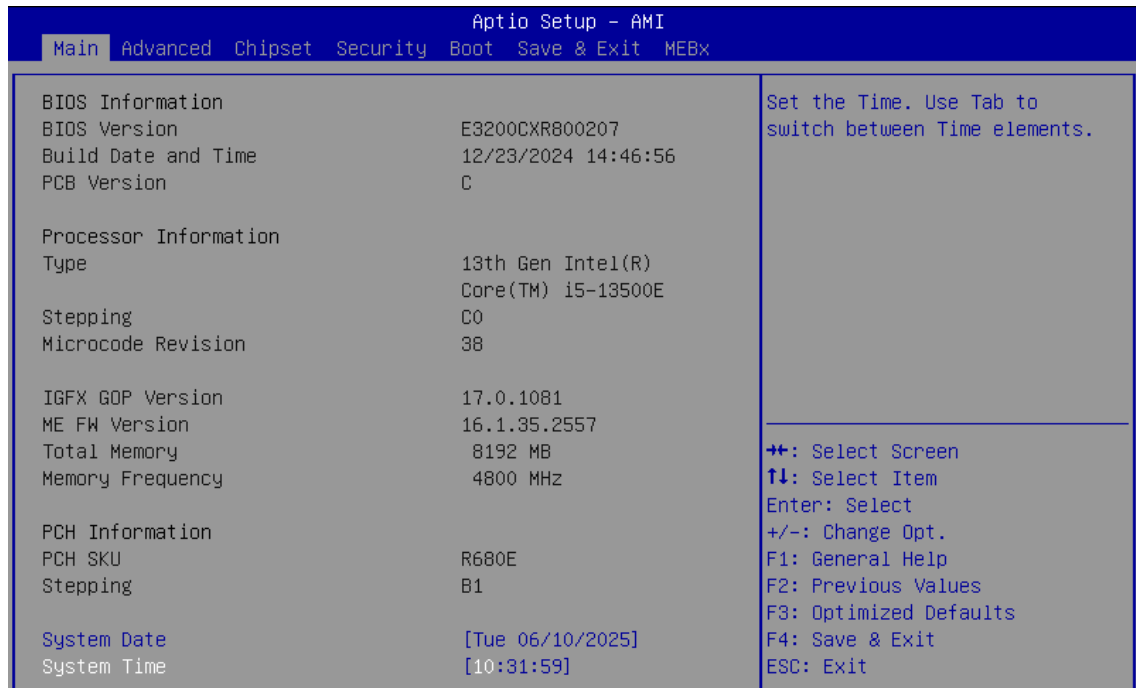 Aptio Setup – AMI
Main Advanced Chipset Security Boot Save & Exit MEBx
BIOS Information
BIOS Version E3200CXR800207
Build Date and Time 12/23/2024 14:46:56
PCB Version C
Processor Information
Type 13th Gen Intel(R)
Core(TM) i5-13500E
Stepping C0
Microcode Revision 38
IGFX GOP Version 17.0.1081
ME FW Version 16.1.35.2557
Total Memory 8192 MB
Memory Frequency 4800 MHz
PCH Information
PCH SKU R680E
Stepping B1
System Date [Tue 06/10/2025]
System Time [10:31:59]
Set the Time. Use Tab to
switch between Time elements.
→←: Select Screen
↑↓: Select Item
Enter: Select
+/-: Change Opt.
F1: General Help
F2: Previous Values
F3: Optimized Defaults
F4: Save & Exit
ESC: Exit